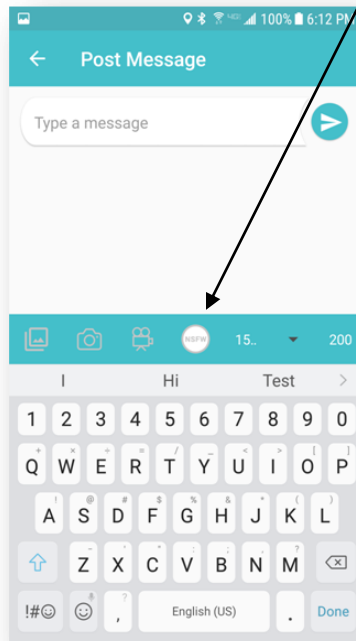 100% 6:12 PM
Post Message
Type a message
NSFW 15.. 200
I Hi Test >
1 2 3 4 5 6 7 8 9 0
Q W E R T Y U I O P
A S D F G H J K L
Z X C V B N M
!#☺ , English (US) . Done